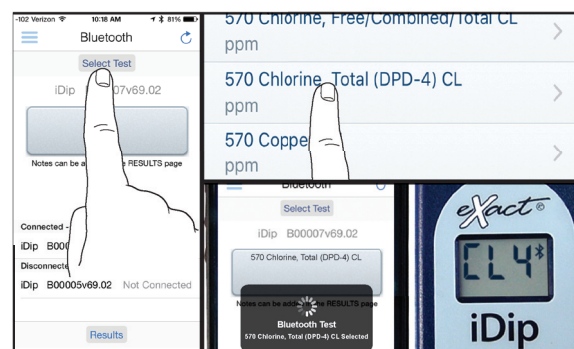 -102 Verizon 10:18 AM 81%
Bluetooth
Select Test
iDip 07v69.02
Notes can be a RESULTS page
Connected -
iDip B000
Disconnecte
iDip B00005v69.02 Not Connected
Results
570 Chlorine, Free/Combined/Total CL
ppm
570 Chlorine, Total (DPD-4) CL
ppm
570 Coppe
ppm
Bluetooth
Select Test
iDip B00007v69.02
570 Chlorine, Total (DPD-4) CL
Notes can be added the RESULTS page
Bluetooth Test
570 Chlorine, Total (DPD-4) CL Selected
eXact®
CL4
iDip